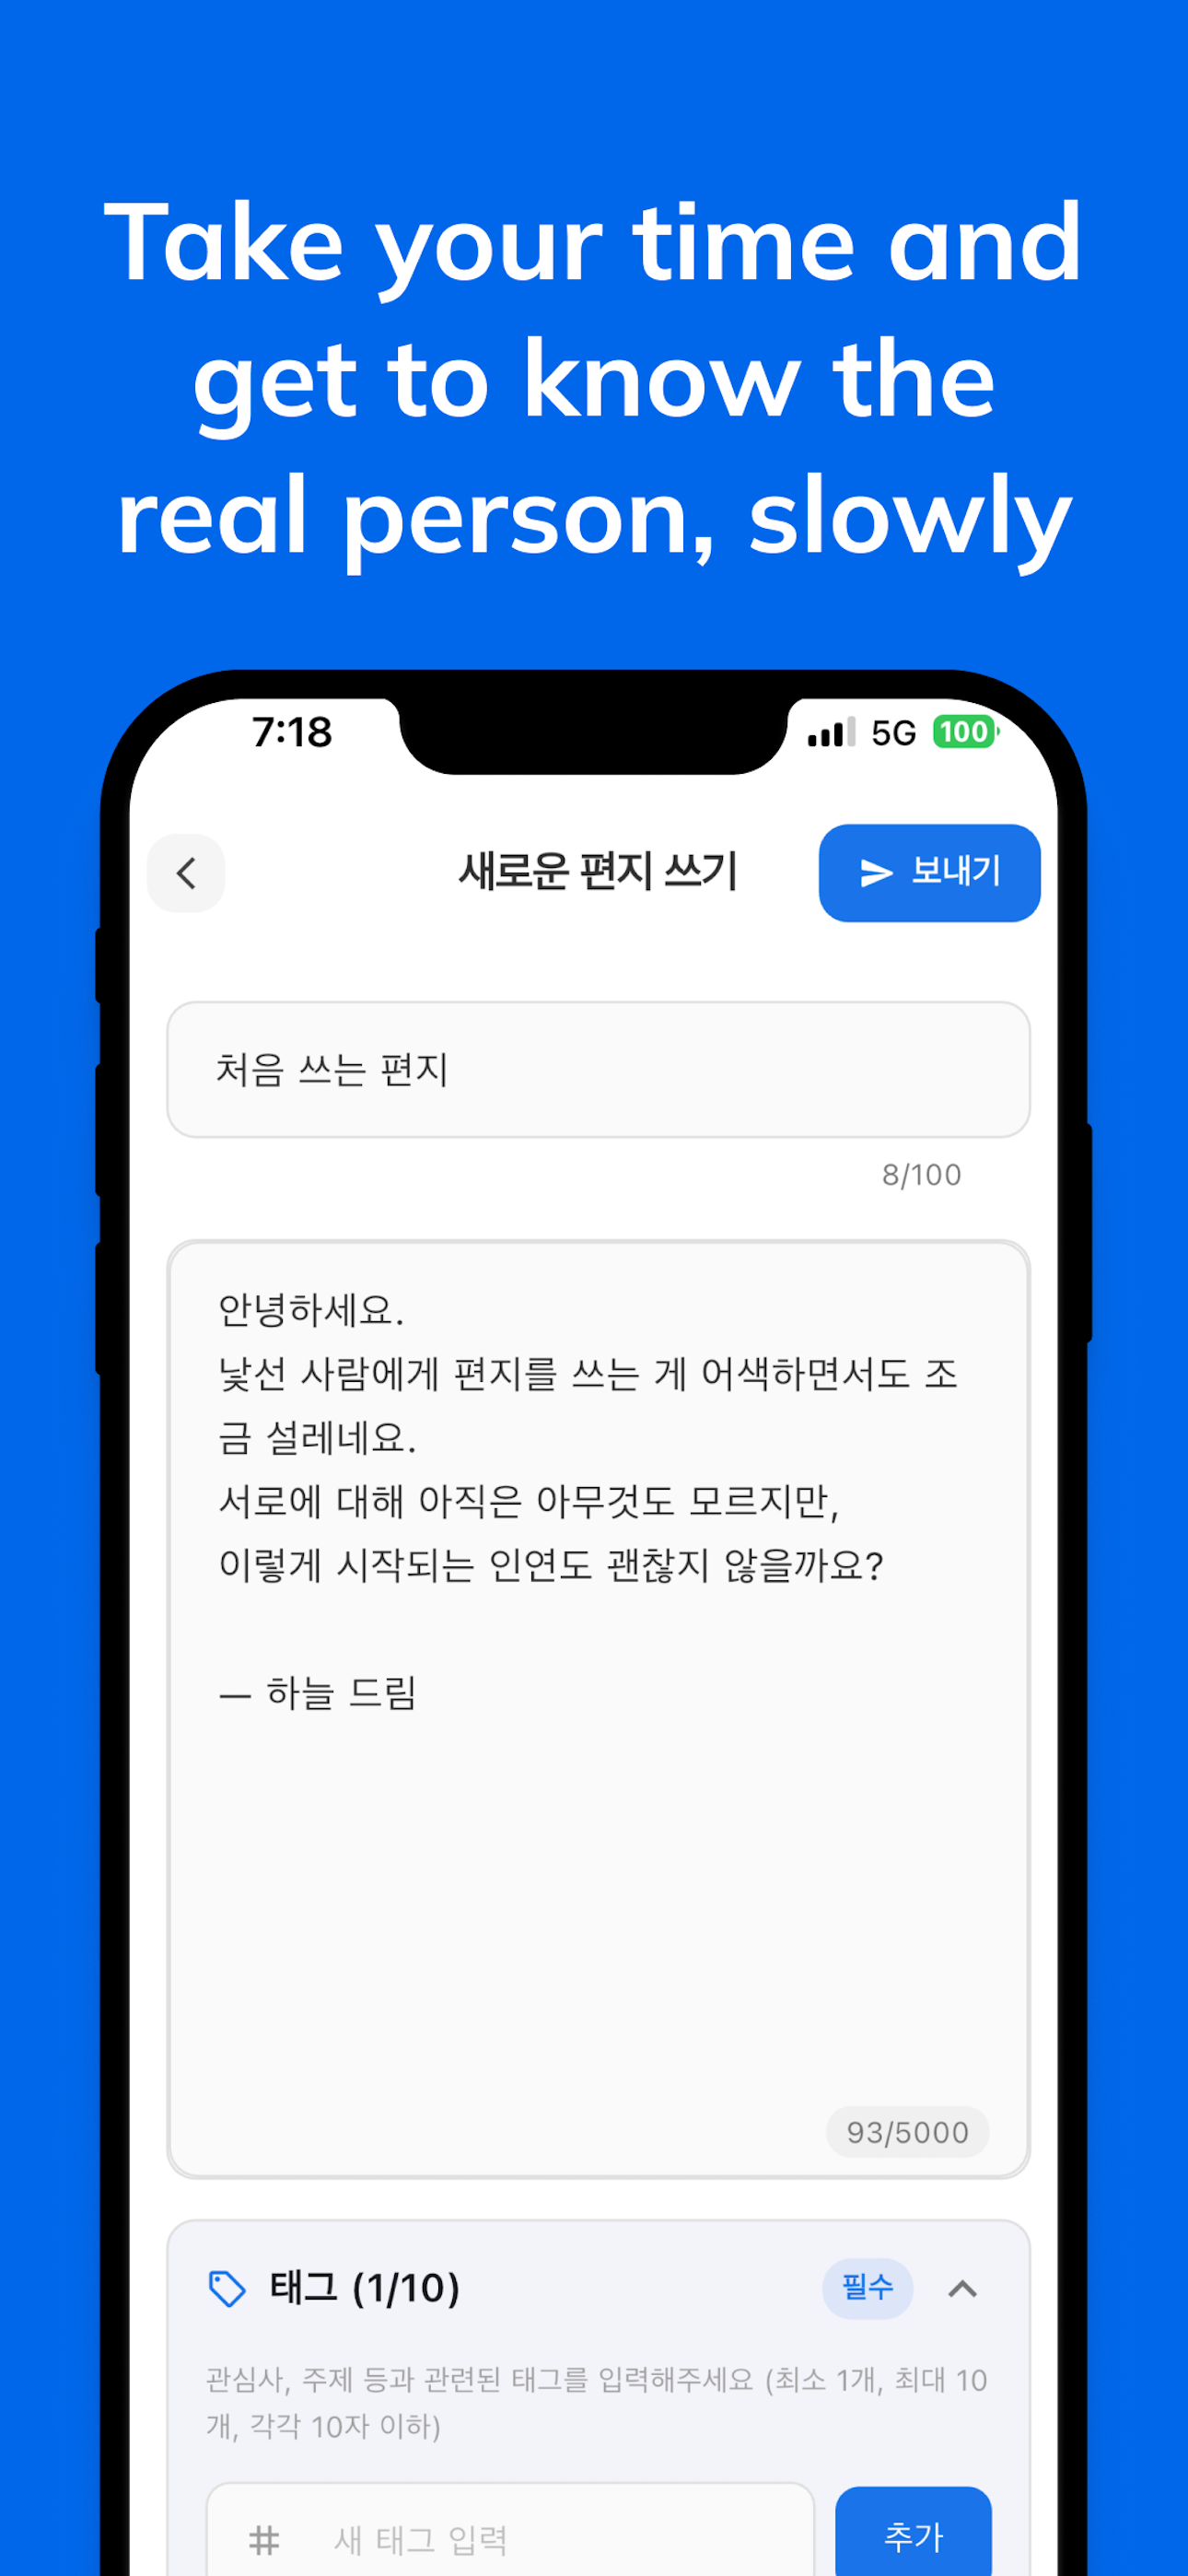 Take your time and
get to know the
real person, slowly
7:18
5G 100
새로운 편지 쓰기
보내기
처음 쓰는 편지
8/100
안녕하세요.
낯선 사람에게 편지를 쓰는 게 어색하면서도 조
금 설레네요.
서로에 대해 아직은 아무것도 모르지만,
이렇게 시작되는 인연도 괜찮지 않을까요?
— 하늘 드림
93/5000
태그 (1/10)
필수
관심사, 주제 등과 관련된 태그를 입력해주세요 (최소 1개, 최대 10
개, 각각 10자 이하)
# 새 태그 입력
추가